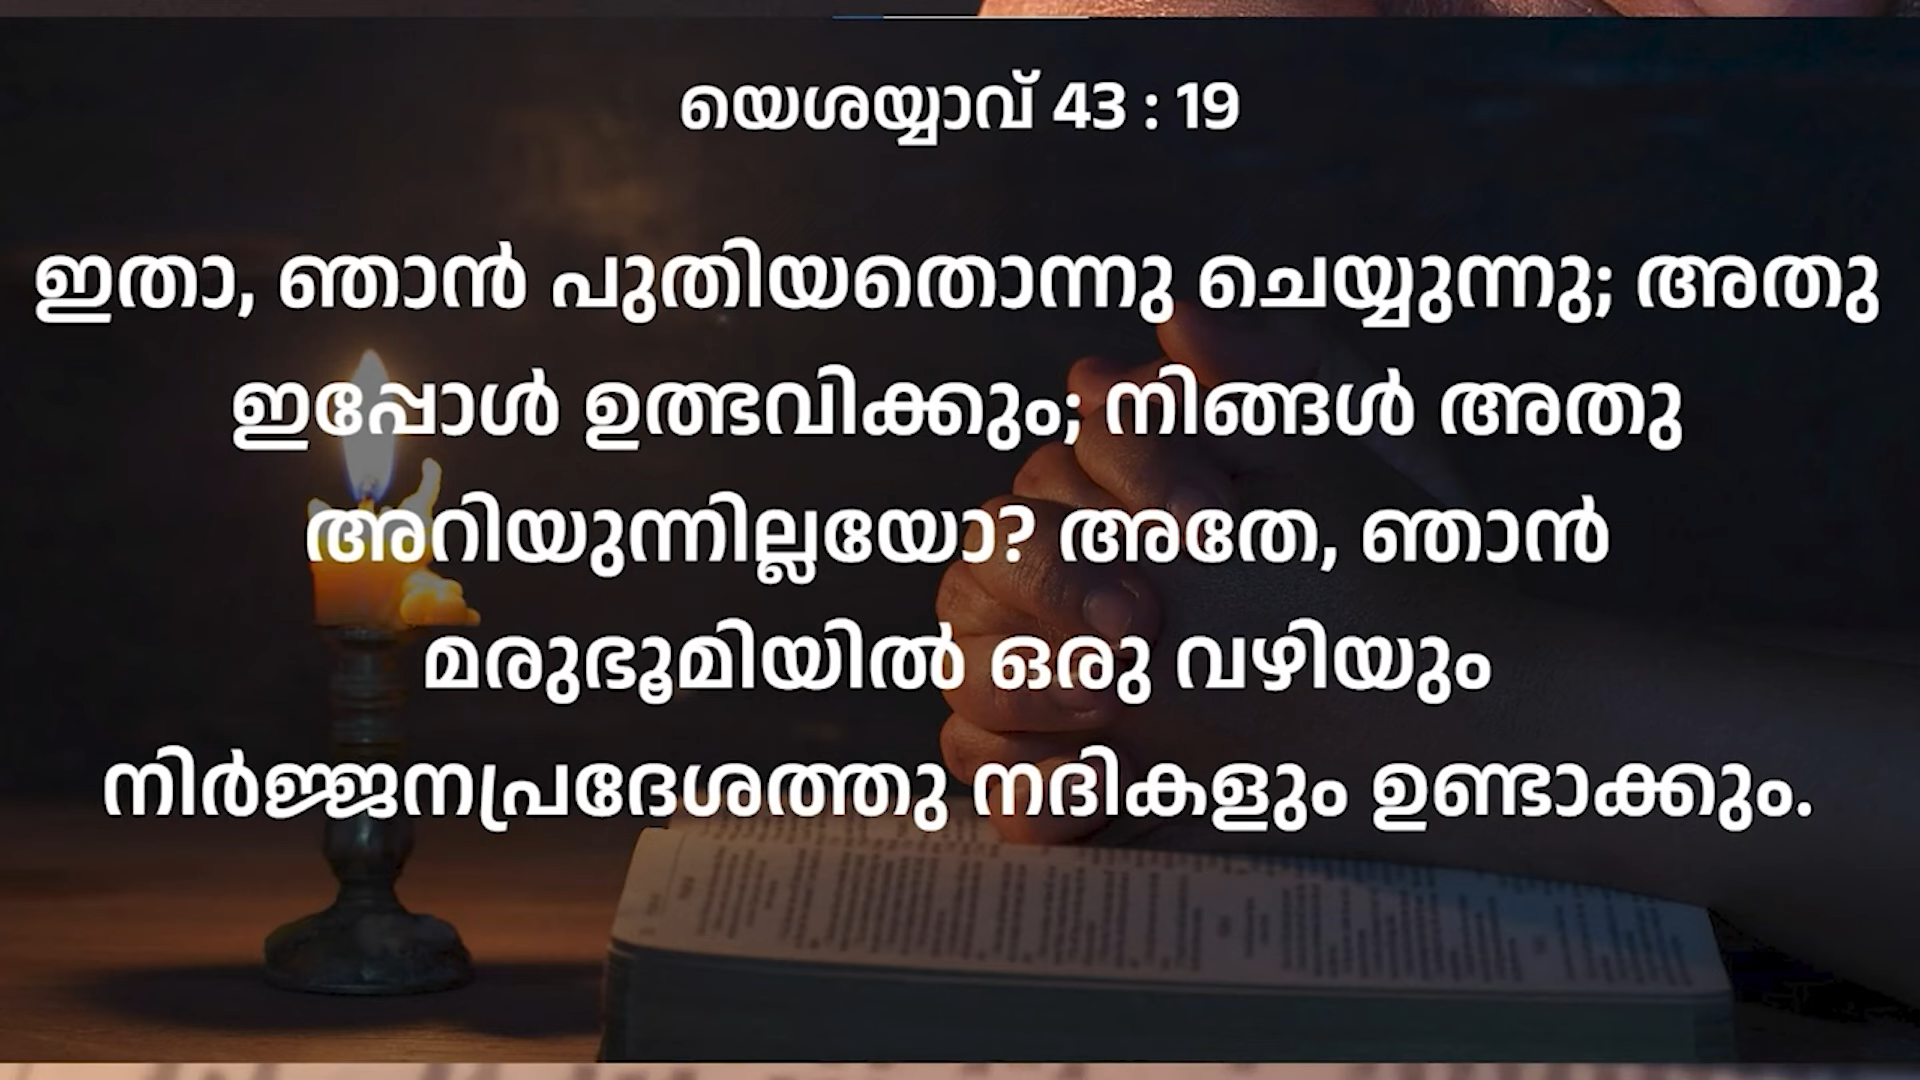 യെശയ്യാവ് 43 : 19
ഇതാ, ഞാൻ പുതിയതൊന്നു ചെയ്യുന്നു; അതു
ഇപ്പോൾ ഉത്ഭവിക്കും; നിങ്ങൾ അതു
അറിയുന്നില്ലയോ? അതേ, ഞാൻ
മരുഭൂമിയിൽ ഒരു വഴിയും
നിർജ്ജനപ്രദേശത്തു നദികളും ഉണ്ടാക്കും.